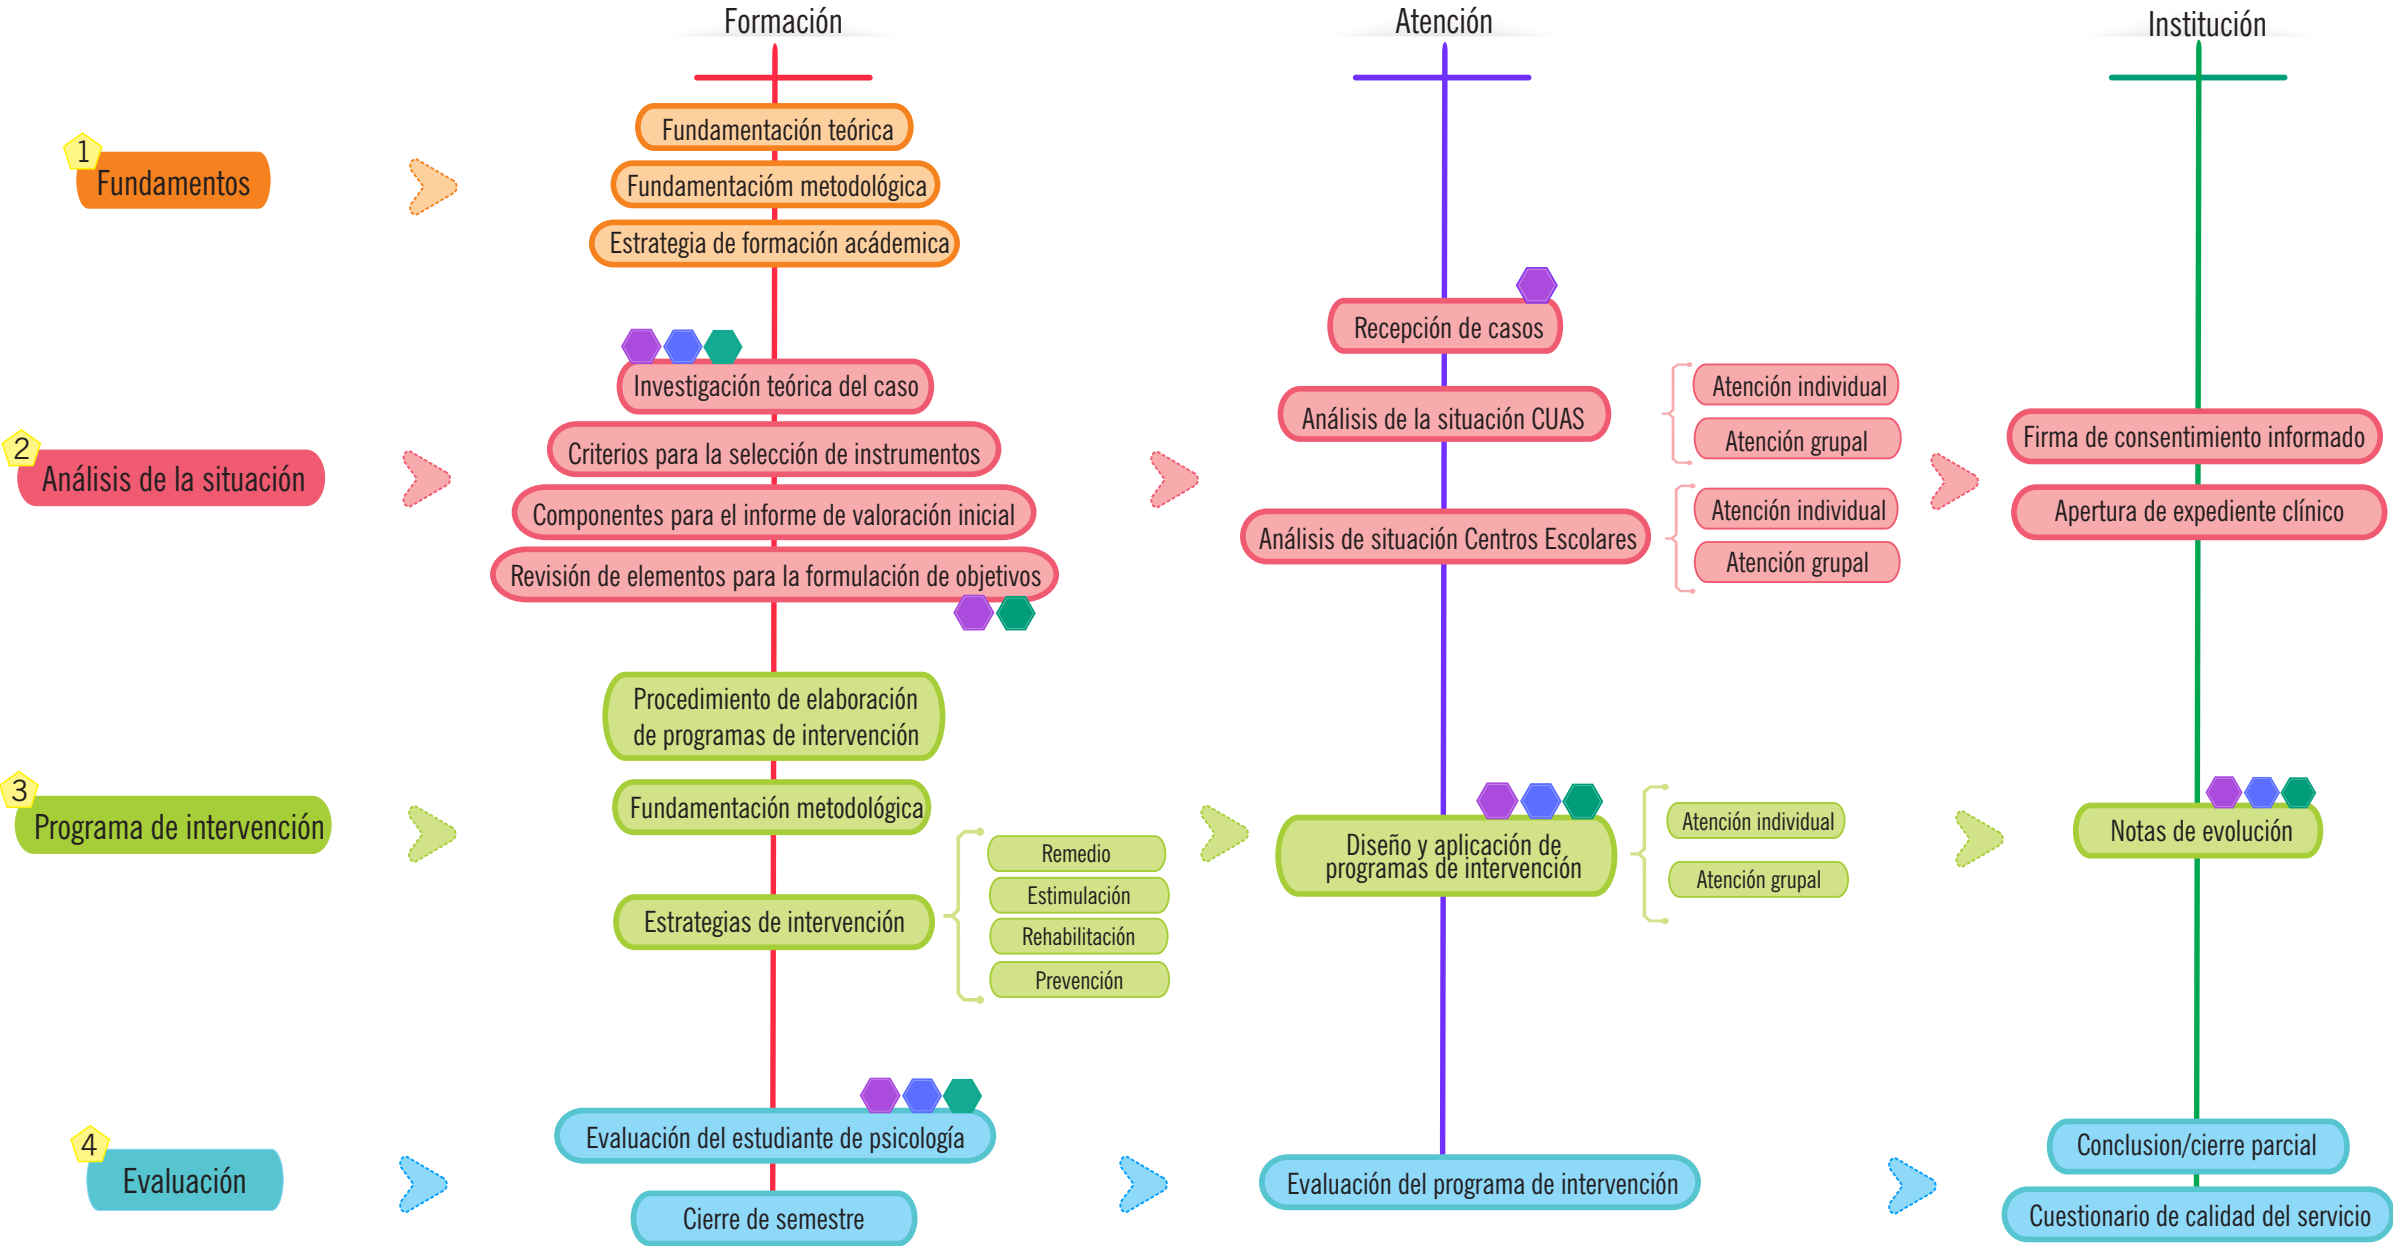 Formación
Atención
Institución
1
Fundamentos
Fundamentación teórica
Fundamentacióm metodológica
Estrategia de formación acádemica
2
Análisis de la situación
Investigación teórica del caso
Criterios para la selección de instrumentos
Componentes para el informe de valoración inicial
Revisión de elementos para la formulación de objetivos
Recepción de casos
Análisis de la situación CUAS
Atención individual
Atención grupal
Análisis de situación Centros Escolares
Atención individual
Atención grupal
Firma de consentimiento informado
Apertura de expediente clínico
3
Programa de intervención
Procedimiento de elaboración
de programas de intervención
Fundamentación metodológica
Estrategias de intervención
Remedio
Estimulación
Rehabilitación
Prevención
Diseño y aplicación de
programas de intervención
Atención individual
Atención grupal
Notas de evolución
4
Evaluación
Evaluación del estudiante de psicología
Cierre de semestre
Evaluación del programa de intervención
Conclusion/cierre parcial
Cuestionario de calidad del servicio